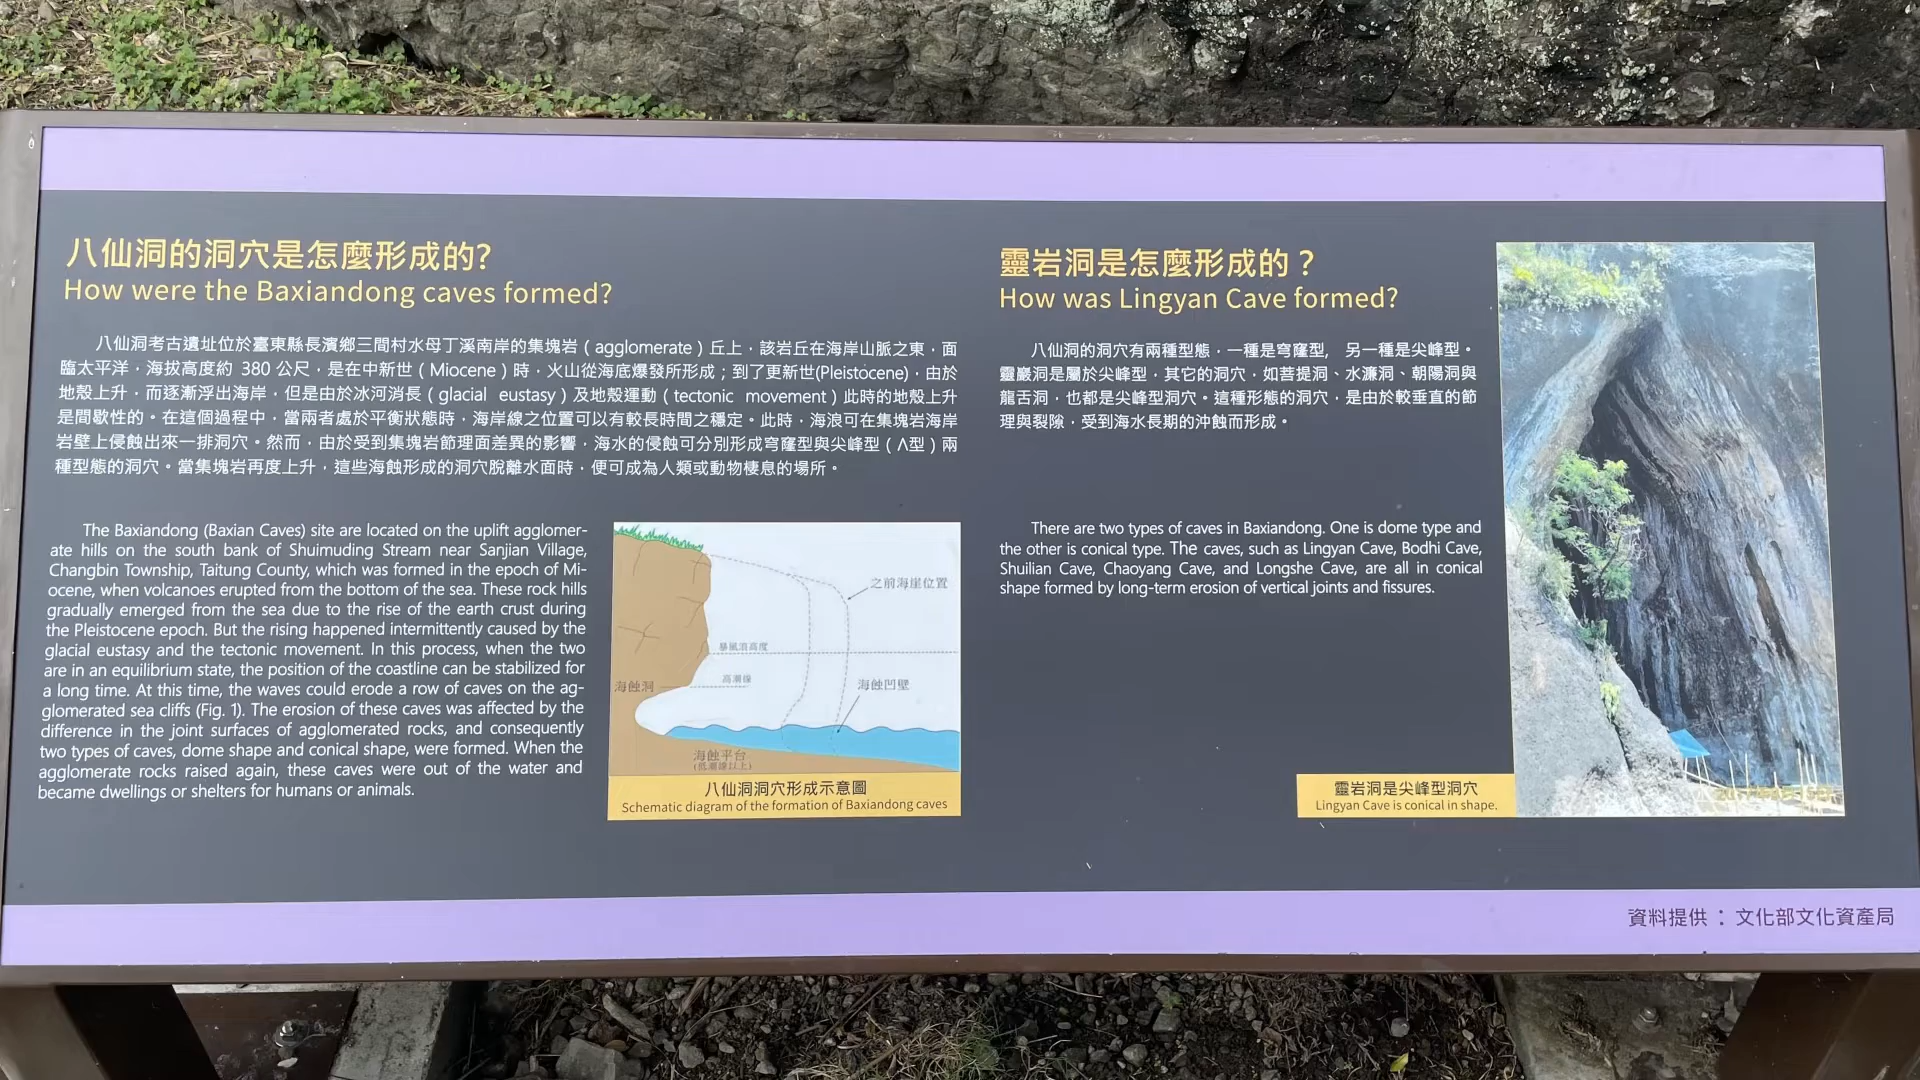 八仙洞的洞穴是怎麼形成的?
How were the Baxiandong caves formed?
八仙洞考古遺址位於臺東縣長濱鄉三間村水母丁溪南岸的集塊岩（agglomerate）丘上，該岩丘在海岸山脈之東，面
臨太平洋，海拔高度約 380 公尺，是在中新世（Miocene）時，火山從海底爆發所形成；到了更新世(Pleistocene)，由於
地殼上升，而逐漸浮出海岸，但是由於冰河消長（glacial eustasy）及地殼運動（tectonic movement）此時的地殼上升
是間歇性的。在這個過程中，當兩者處於平衡狀態時，海岸線之位置可以有較長時間之穩定。此時，海浪可在集塊岩海岸
岩壁上侵蝕出來一排洞穴。然而，由於受到集塊岩節理面差異的影響，海水的侵蝕可分別形成穹窿型與尖峰型（Λ型）兩
種型態的洞穴。當集塊岩再度上升，這些海蝕形成的洞穴脫離水面時，便可成為人類或動物棲息的場所。
The Baxiandong (Baxian Caves) site are located on the uplift agglomer-
ate hills on the south bank of Shuimuding Stream near Sanjian Village,
Changbin Township, Taitung County, which was formed in the epoch of Mi-
ocene, when volcanoes erupted from the bottom of the sea. These rock hills
gradually emerged from the sea due to the rise of the earth crust during
the Pleistocene epoch. But the rising happened intermittently caused by the
glacial eustasy and the tectonic movement. In this process, when the two
are in an equilibrium state, the position of the coastline can be stabilized for
a long time. At this time, the waves could erode a row of caves on the ag-
glomerated sea cliffs (Fig. 1). The erosion of these caves was affected by the
difference in the joint surfaces of agglomerated rocks, and consequently
two types of caves, dome shape and conical shape, were formed. When the
agglomerate rocks raised again, these caves were out of the water and
became dwellings or shelters for humans or animals.
之前海崖位置
暴風浪高度
高潮線
海蝕洞
海蝕凹壁
海蝕平台
(低潮線以上)
八仙洞洞穴形成示意圖
Schematic diagram of the formation of Baxiandong caves
靈岩洞是怎麼形成的？
How was Lingyan Cave formed?
八仙洞的洞穴有兩種型態，一種是穹窿型, 另一種是尖峰型。
靈巖洞是屬於尖峰型，其它的洞穴，如菩提洞、水濂洞、朝陽洞與
龍舌洞，也都是尖峰型洞穴。這種形態的洞穴，是由於較垂直的節
理與裂隙，受到海水長期的沖蝕而形成。
There are two types of caves in Baxiandong. One is dome type and
the other is conical type. The caves, such as Lingyan Cave, Bodhi Cave,
Shuilian Cave, Chaoyang Cave, and Longshe Cave, are all in conical
shape formed by long-term erosion of vertical joints and fissures.
靈岩洞是尖峰型洞穴
Lingyan Cave is conical in shape.
資料提供：文化部文化資產局